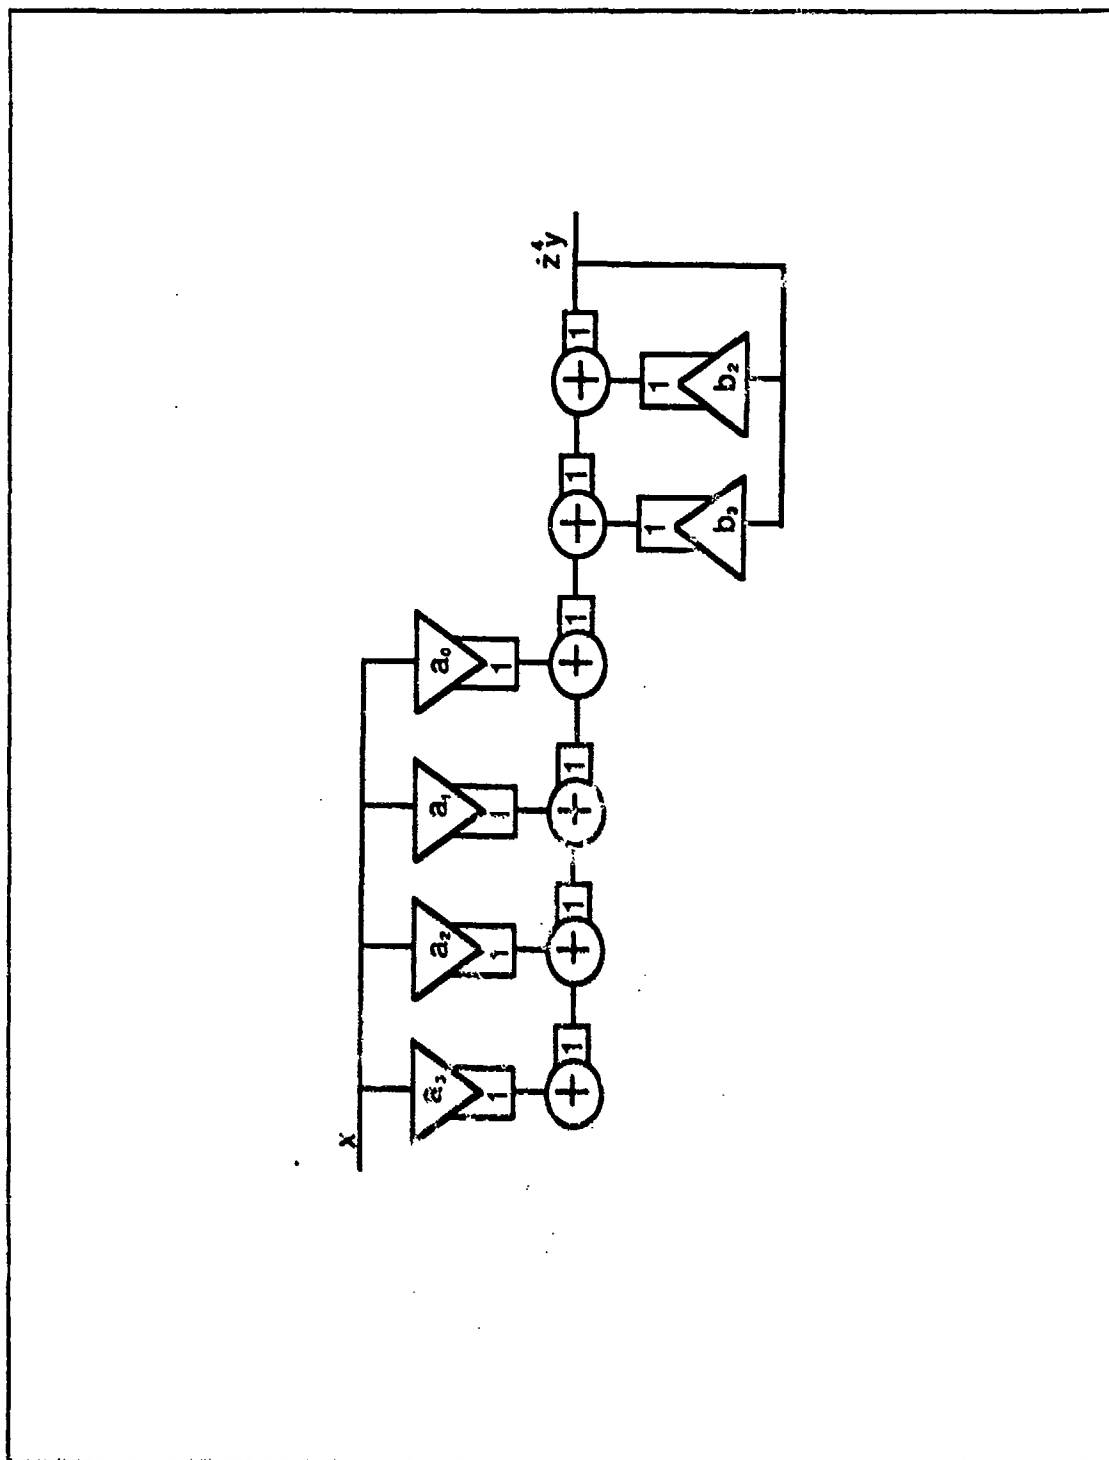 x
a₃ a₂ a₁ a₀
1 1 1 1
+ 1 + 1 + 1 + 1 + 1 + 1
z⁴y
1 1
b₃ b₂